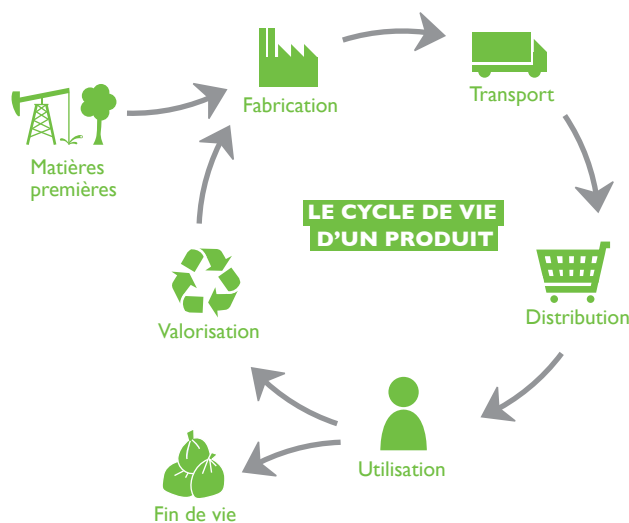 Fabrication
Transport
Matières
premières
LE CYCLE DE VIE
D'UN PRODUIT
Distribution
Valorisation
Utilisation
Fin de vie